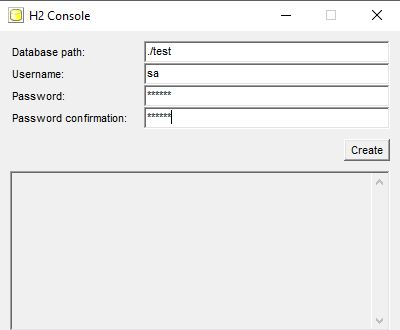 H2 Console
Database path: ./test
Username: sa
Password: ******
Password confirmation: ******
Create